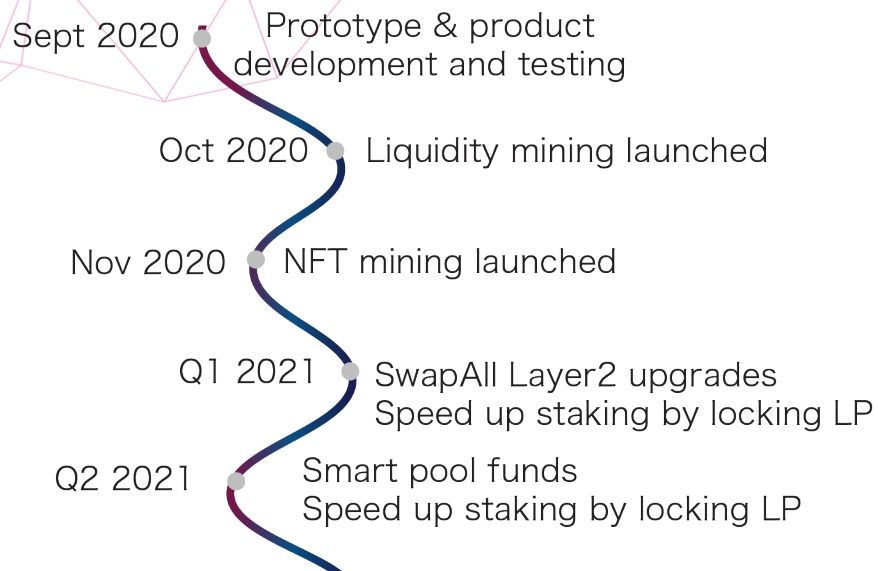 Sept 2020
Prototype & product
development and testing
Oct 2020
Liquidity mining launched
Nov 2020
NFT mining launched
Q1 2021
SwapAll Layer2 upgrades
Speed up staking by locking LP
Q2 2021
Smart pool funds
Speed up staking by locking LP